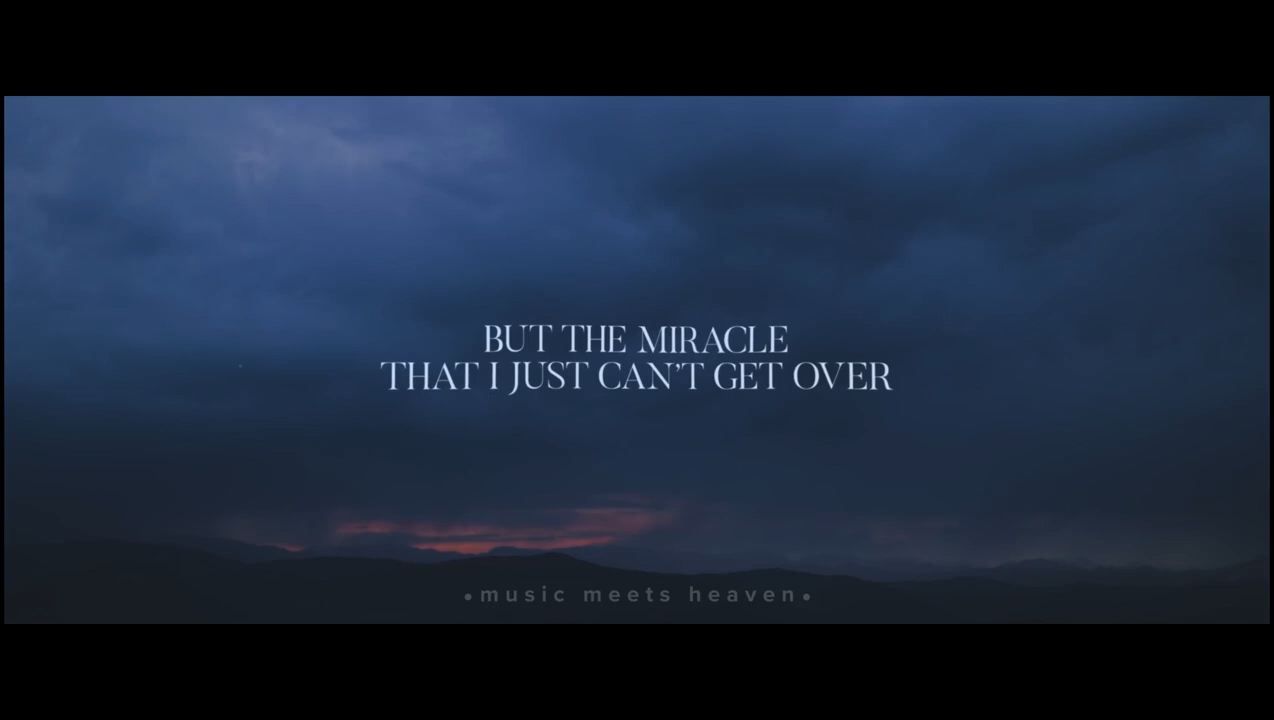 BUT THE MIRACLE
THAT I JUST CAN'T GET OVER
•music meets heaven•